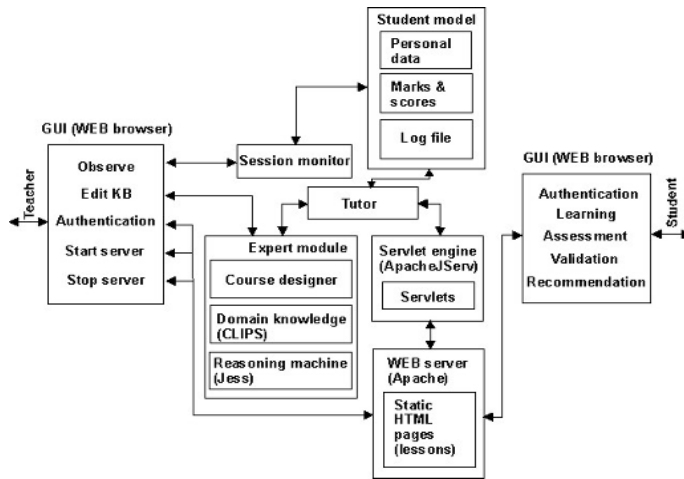 Student model
Personal
data
Marks &
scores
Log file
GUI (WEB browser)
Teacher
Observe
Edit KB
Authentication
Start server
Stop server
Session monitor
Tutor
Expert module
Course designer
Domain knowledge
(CLIPS)
Reasoning machine
(Jess)
Servlet engine
(ApacheJServ)
Servlets
WEB server
(Apache)
Static
HTML
pages
(lessons)
GUI (WEB browser)
Authentication
Learning
Assessment
Validation
Recommendation
Student